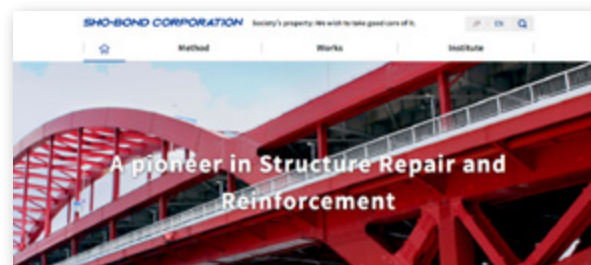 SHO-BOND CORPORATION Society's property: We wish to take good care of it. JP EN
Method Works Institute
A pioneer in Structure Repair and
Reinforcement